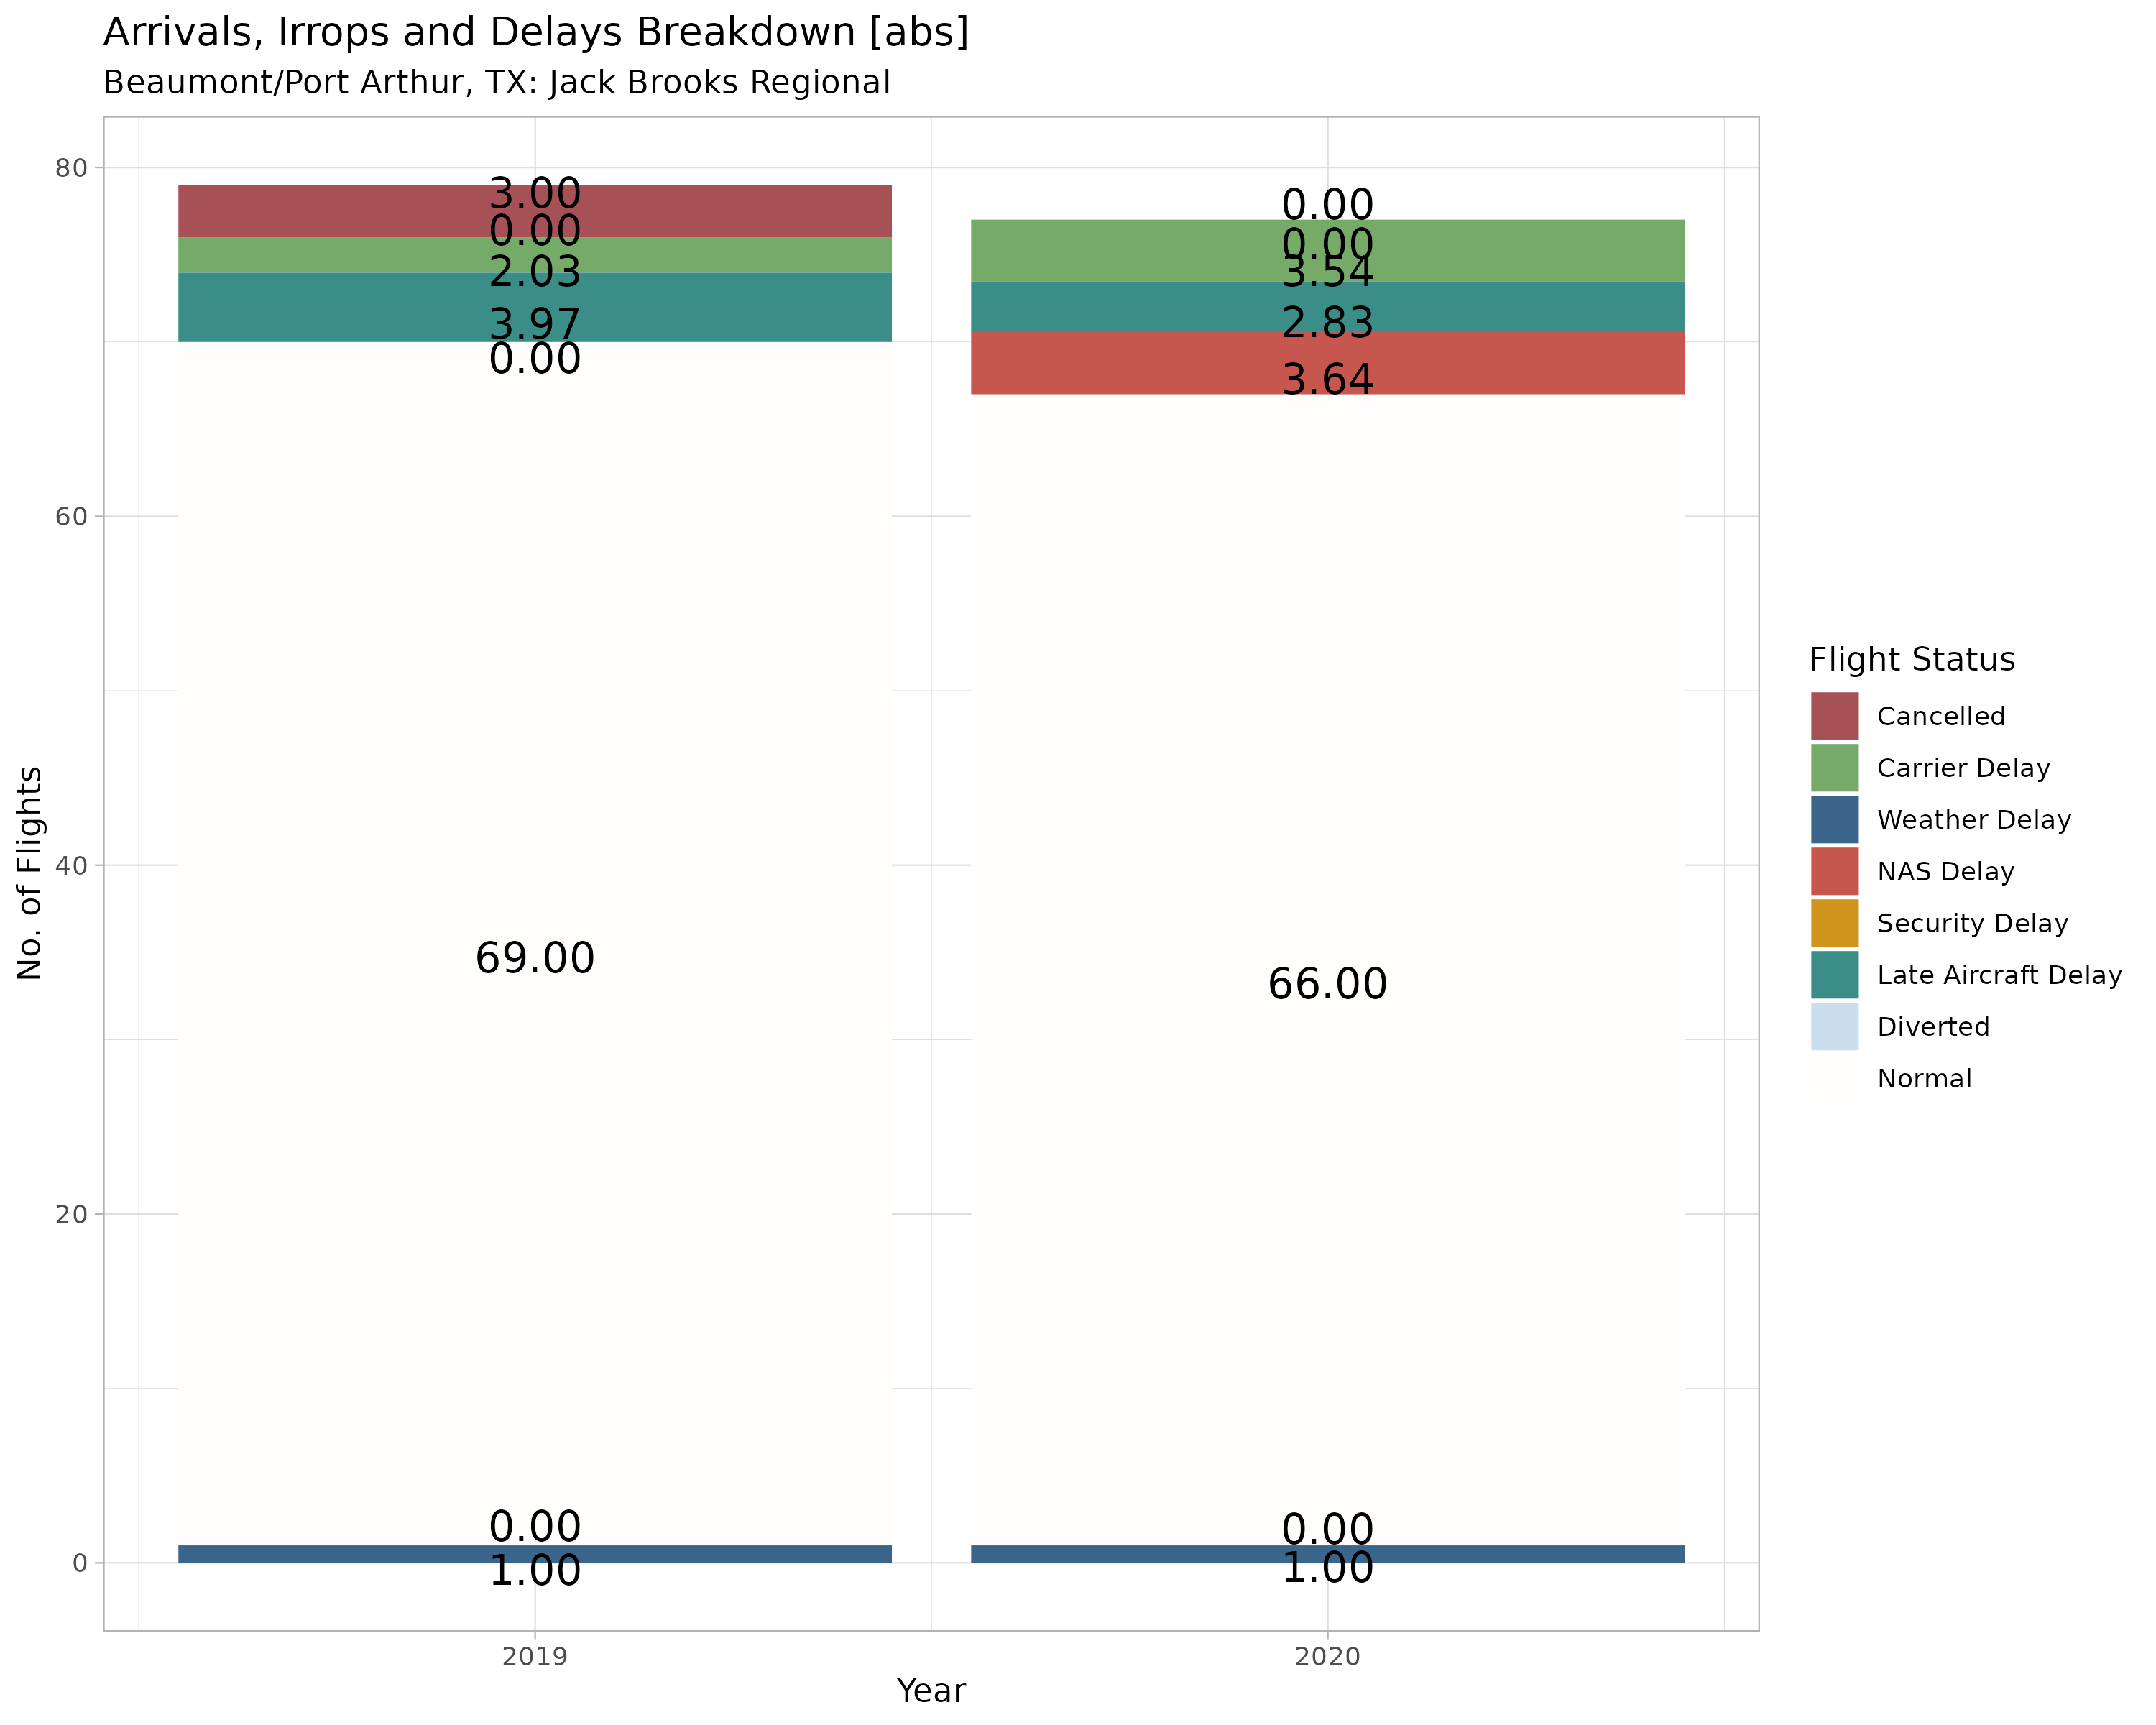 Arrivals, Irrops and Delays Breakdown [abs]
Beaumont/Port Arthur, TX: Jack Brooks Regional
No. of Flights
80
60
40
20
0
3.00
0.00
2.03
3.97
0.00
69.00
0.00
1.00
0.00
0.00
3.54
2.83
3.64
66.00
0.00
1.00
2019
2020
Year
Flight Status
Cancelled
Carrier Delay
Weather Delay
NAS Delay
Security Delay
Late Aircraft Delay
Diverted
Normal